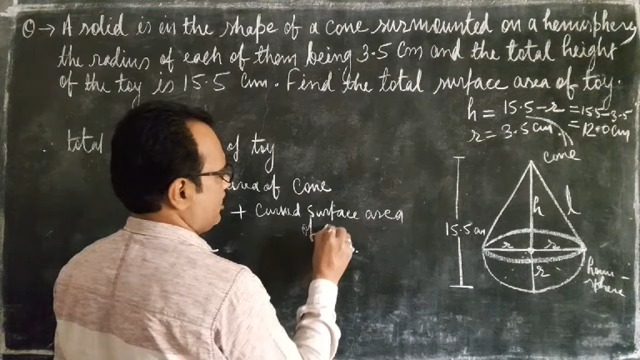 Q → A solid is in the shape of a cone surmounted on a hemisphere,
the radius of each of them being 3.5 cm and the total height
of the toy is 15.5 cm. Find the total surface area of toy.
h = 15.5 - r = 15.5 - 3.5
r = 3.5 cm = 12.0 cm
total of toy
area of Cone
+ curved surface area
of
cone
15.5 cm
h
l
r r
r
hemi-
sphere